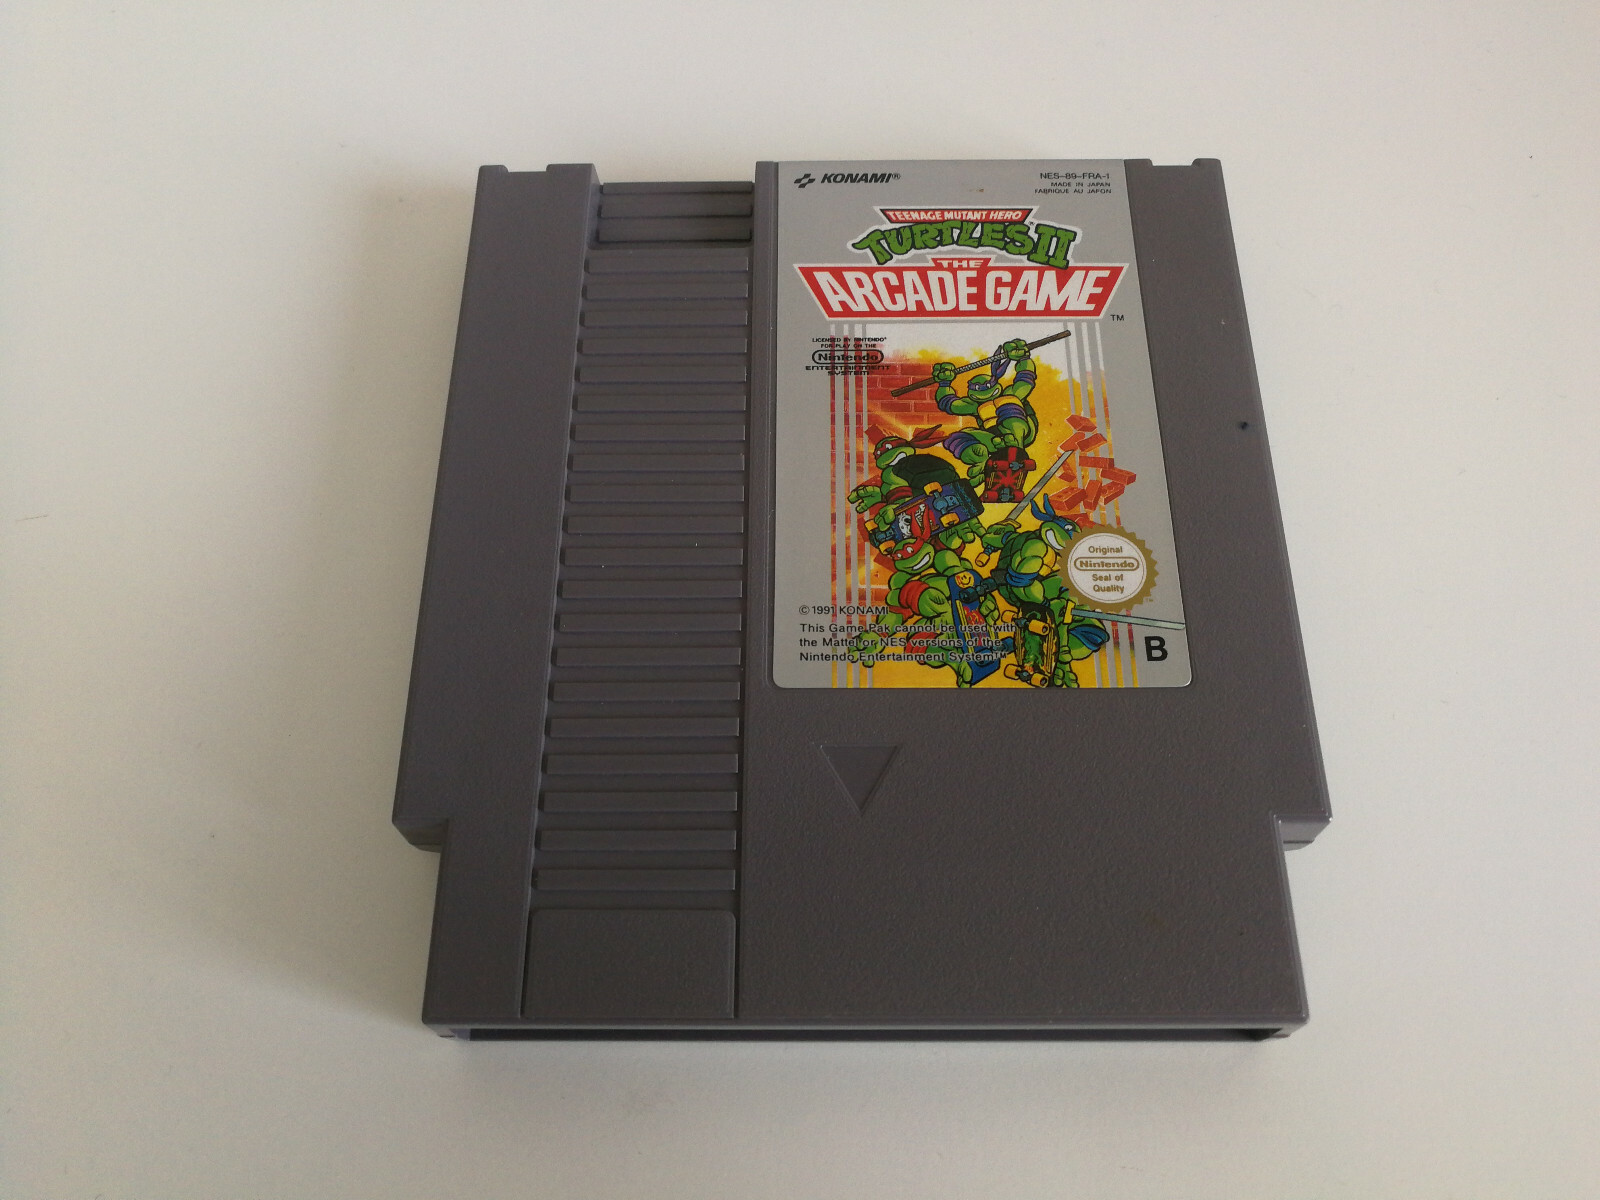 KONAMI®
NES-89-FRA-1
MADE IN JAPAN
FABRIQUE AU JAPON
TEENAGE MUTANT HERO
TURTLES II
THE
ARCADE GAME
TM
LICENSED BY NINTENDO®
FOR PLAY ON THE
Nintendo
ENTERTAINMENT
SYSTEM™
Original
Nintendo
Seal of
Quality
© 1991 KONAMI
This Game Pak cannot be used with
the Mattel or NES versions of the
Nintendo Entertainment System™
B